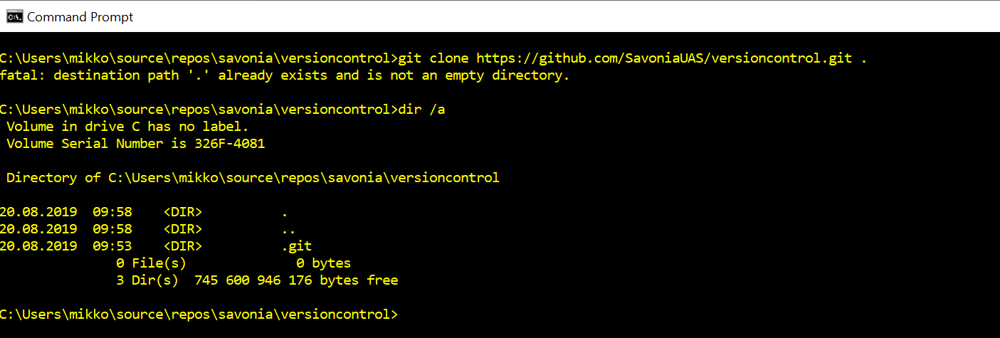 Command Prompt
C:\Users\mikko\source\repos\savonia\versioncontrol>git clone https://github.com/SavoniaUAS/versioncontrol.git .
fatal: destination path '.' already exists and is not an empty directory.
C:\Users\mikko\source\repos\savonia\versioncontrol>dir /a
Volume in drive C has no label.
Volume Serial Number is 326F-4081
Directory of C:\Users\mikko\source\repos\savonia\versioncontrol
20.08.2019  09:58    <DIR>          .
20.08.2019  09:58    <DIR>          ..
20.08.2019  09:53    <DIR>          .git
0 File(s)              0 bytes
3 Dir(s)  745 600 946 176 bytes free
C:\Users\mikko\source\repos\savonia\versioncontrol>